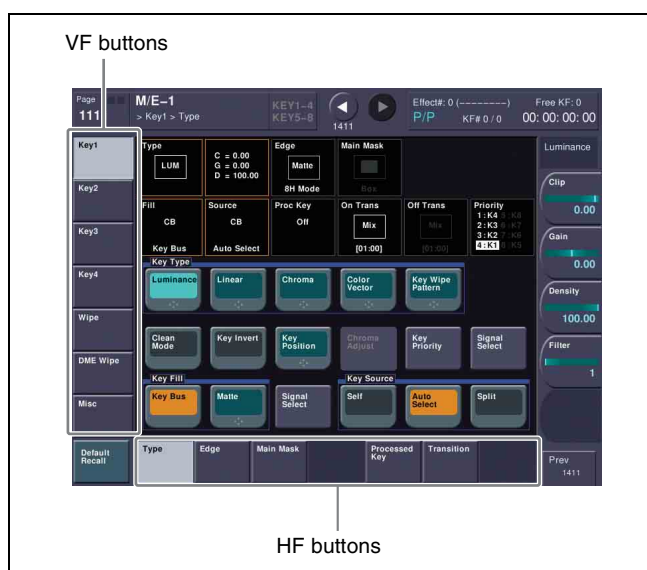 VF buttons
Page
111
M/E–1
> Key1 > Type
KEY1–4
KEY5–8
1411
Effect#: 0 (--------)
P/P
KF# 0 / 0
Free KF: 0
00: 00: 00: 00
Key1
Key2
Key3
Key4
Wipe
DME Wipe
Misc
Default
Recall
Type
LUM
C = 0.00
G = 0.00
D = 100.00
Edge
Matte
8H Mode
Main Mask
Box
Fill
CB
Key Bus
Source
CB
Auto Select
Proc Key
Off
On Trans
Mix
[01:00]
Off Trans
Mix
[01:00]
Priority
1:K4 5:K8
2:K3 6:K7
3:K2 7:K6
4:K1 8:K5
Key Type
Luminance
Linear
Chroma
Color
Vector
Key Wipe
Pattern
Clean
Mode
Key Invert
Key
Position
Chroma
Adjust
Key
Priority
Signal
Select
Key Fill
Key Bus
Matte
Signal
Select
Key Source
Self
Auto
Select
Split
Luminance
Clip
0.00
Gain
0.00
Density
100.00
Filter
1
Type
Edge
Main Mask
Processed
Key
Transition
Prev
1411
HF buttons